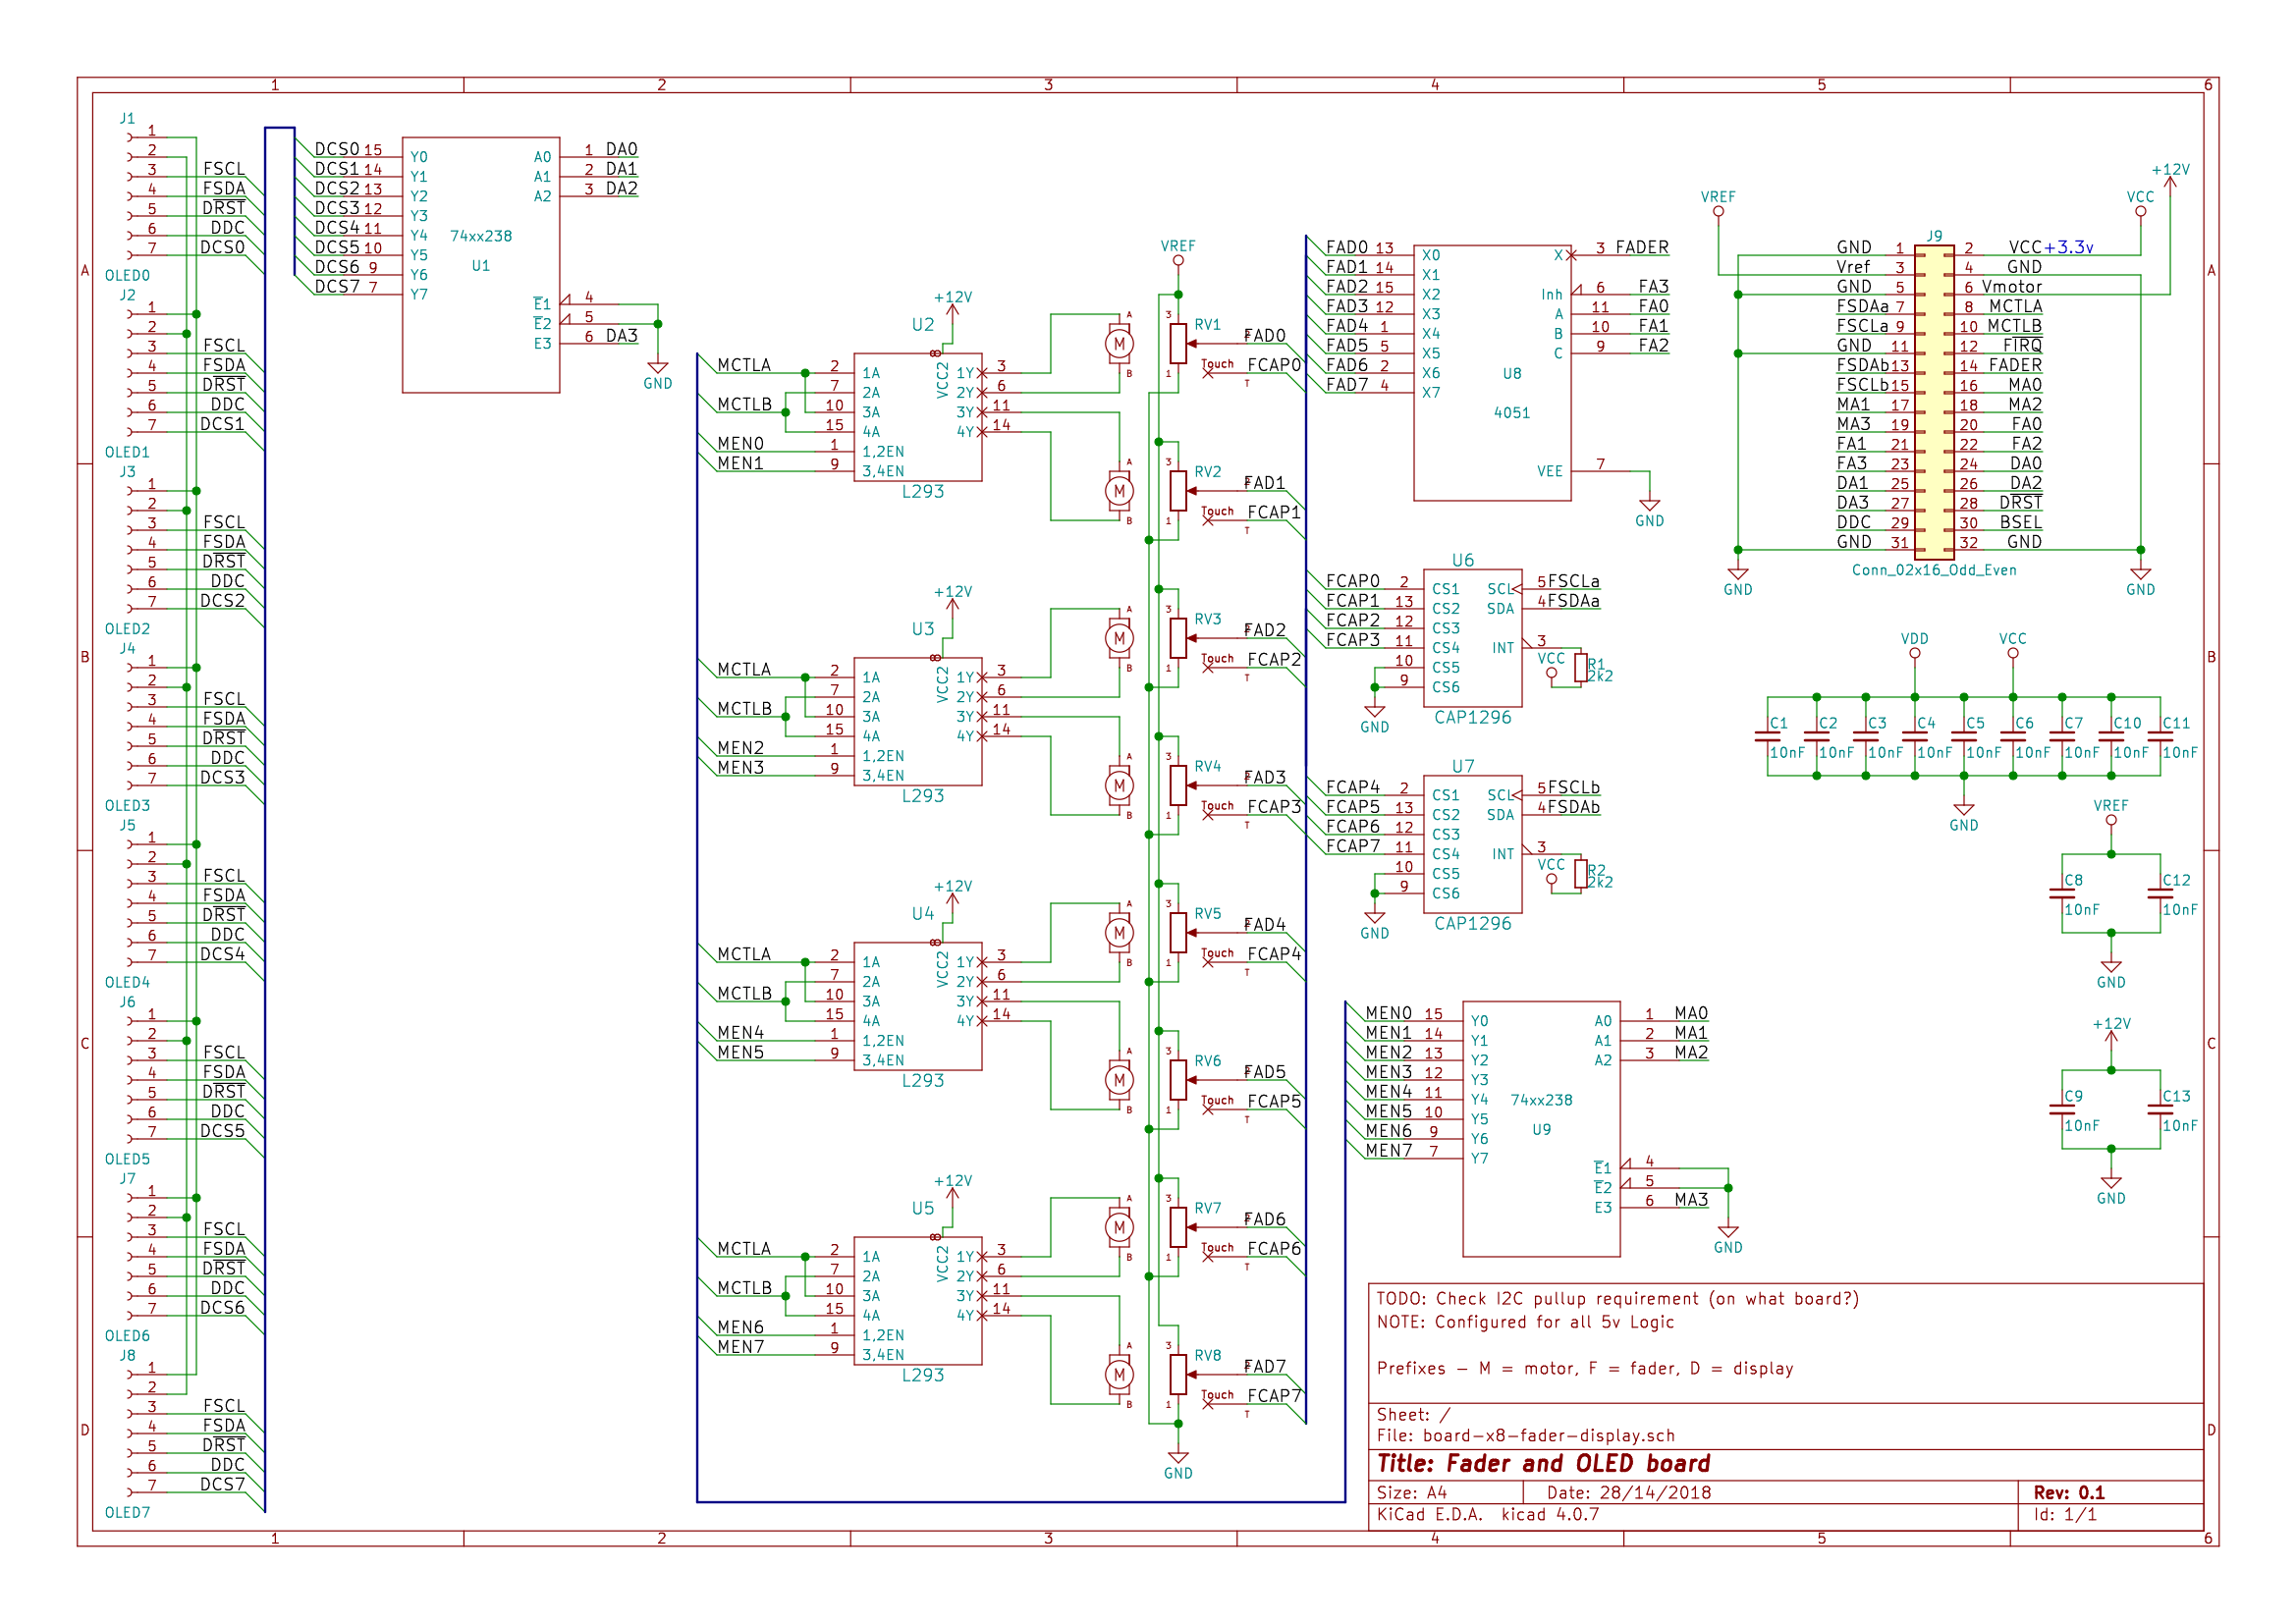 1 2 3 4 5 6
A B C D
J1
1
2
3 FSCL
4 FSDA
5 DRST
6 DDC
7 DCS0
OLED0
J2
1
2
3 FSCL
4 FSDA
5 DRST
6 DDC
7 DCS1
OLED1
J3
1
2
3 FSCL
4 FSDA
5 DRST
6 DDC
7 DCS2
OLED2
J4
1
2
3 FSCL
4 FSDA
5 DRST
6 DDC
7 DCS3
OLED3
J5
1
2
3 FSCL
4 FSDA
5 DRST
6 DDC
7 DCS4
OLED4
J6
1
2
3 FSCL
4 FSDA
5 DRST
6 DDC
7 DCS5
OLED5
J7
1
2
3 FSCL
4 FSDA
5 DRST
6 DDC
7 DCS6
OLED6
J8
1
2
3 FSCL
4 FSDA
5 DRST
6 DDC
7 DCS7
OLED7
DCS0 15 Y0 A0 1 DA0
DCS1 14 Y1 A1 2 DA1
DCS2 13 Y2 A2 3 DA2
DCS3 12 Y3
DCS4 11 Y4 74xx238
DCS5 10 Y5
U1
DCS6 9 Y6
DCS7 7 Y7
E1 4
E2 5
E3 6 DA3
GND
+12V
U2
VCC2
MCTLA 2 1A 1Y 3
7 2A 2Y 6
MCTLB 10 3A 3Y 11
15 4A 4Y 14
MEN0 1 1,2EN
MEN1 9 3,4EN
L293
+12V
U3
VCC2
MCTLA 2 1A 1Y 3
7 2A 2Y 6
MCTLB 10 3A 3Y 11
15 4A 4Y 14
MEN2 1 1,2EN
MEN3 9 3,4EN
L293
+12V
U4
VCC2
MCTLA 2 1A 1Y 3
7 2A 2Y 6
MCTLB 10 3A 3Y 11
15 4A 4Y 14
MEN4 1 1,2EN
MEN5 9 3,4EN
L293
+12V
U5
VCC2
MCTLA 2 1A 1Y 3
7 2A 2Y 6
MCTLB 10 3A 3Y 11
15 4A 4Y 14
MEN6 1 1,2EN
MEN7 9 3,4EN
L293
VREF
A 3 RV1
M FAD0
B 1 Touch T FCAP0
A 3 RV2
M FAD1
B 1 Touch T FCAP1
A 3 RV3
M FAD2
B 1 Touch T FCAP2
A 3 RV4
M FAD3
B 1 Touch T FCAP3
A 3 RV5
M FAD4
B 1 Touch T FCAP4
A 3 RV6
M FAD5
B 1 Touch T FCAP5
A 3 RV7
M FAD6
B 1 Touch T FCAP6
A 3 RV8
M FAD7
B 1 Touch T FCAP7
GND
FAD0 13 X0 X 3 FADER
FAD1 14 X1
FAD2 15 X2 Inh 6 FA3
FAD3 12 X3 A 11 FA0
FAD4 1 X4 B 10 FA1
FAD5 5 X5 C 9 FA2
FAD6 2 X6 U8
FAD7 4 X7
4051
VEE 7
GND
U6
FCAP0 2 CS1 SCL 5 FSCLa
FCAP1 13 CS2 SDA 4 FSDAa
FCAP2 12 CS3
FCAP3 11 CS4 INT 3
10 CS5 VCC R1
9 CS6 2k2
GND
CAP1296
U7
FCAP4 2 CS1 SCL 5 FSCLb
FCAP5 13 CS2 SDA 4 FSDAb
FCAP6 12 CS3
FCAP7 11 CS4 INT 3
10 CS5 VCC R2
9 CS6 2k2
GND
CAP1296
MEN0 15 Y0 A0 1 MA0
MEN1 14 Y1 A1 2 MA1
MEN2 13 Y2 A2 3 MA2
MEN3 12 Y3
MEN4 11 Y4 74xx238
MEN5 10 Y5
U9
MEN6 9 Y6
MEN7 7 Y7
E1 4
E2 5
E3 6 MA3
GND
+12V
VREF VCC
J9
GND 1 2 VCC +3.3v
Vref 3 4 GND
GND 5 6 Vmotor
FSDAa 7 8 MCTLA
FSCLa 9 10 MCTLB
GND 11 12 FIRQ
FSDAb 13 14 FADER
FSCLb 15 16 MA0
MA1 17 18 MA2
MA3 19 20 FA0
FA1 21 22 FA2
FA3 23 24 DA0
DA1 25 26 DA2
DA3 27 28 DRST
DDC 29 30 BSEL
GND 31 32 GND
Conn_02x16_Odd_Even
GND GND
VDD VCC
C1 C2 C3 C4 C5 C6 C7 C10 C11
10nF 10nF 10nF 10nF 10nF 10nF 10nF 10nF 10nF
GND
VREF
C8 C12
10nF 10nF
GND
+12V
C9 C13
10nF 10nF
GND
TODO: Check I2C pullup requirement (on what board?)
NOTE: Configured for all 5v Logic
Prefixes - M = motor, F = fader, D = display
Sheet: /
File: board-x8-fader-display.sch
Title: Fader and OLED board
Size: A4 Date: 28/14/2018 Rev: 0.1
KiCad E.D.A. kicad 4.0.7 Id: 1/1
1 2 3 4 5 6
A B C D